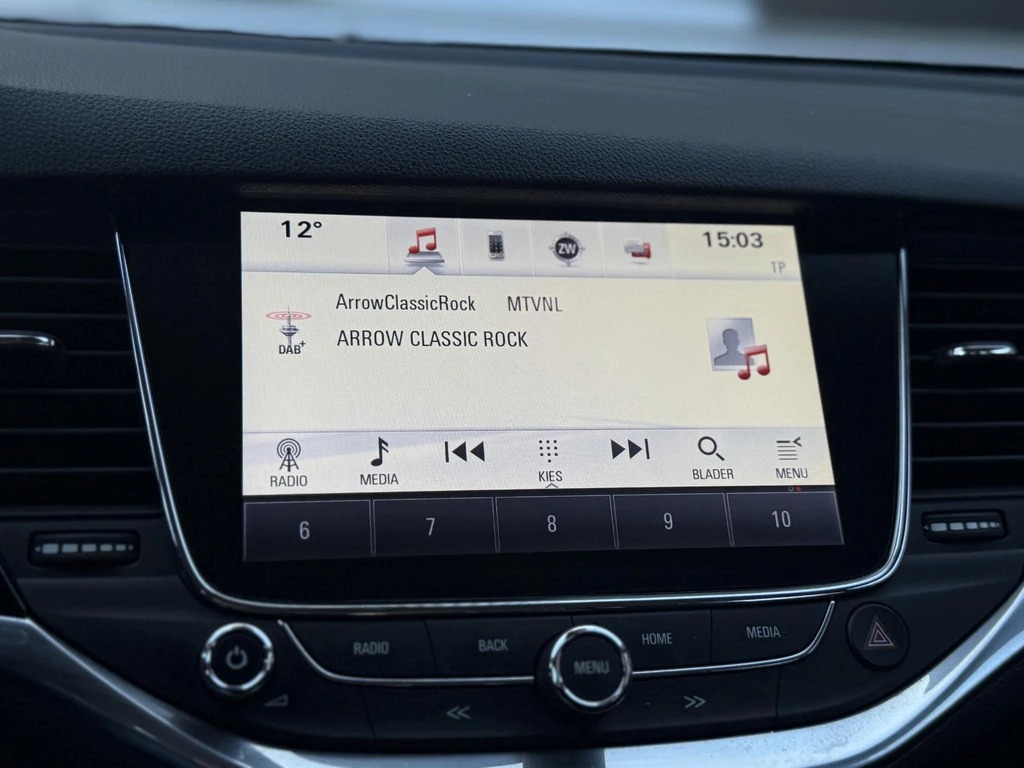 12° ZW 15:03
TP
ArrowClassicRock MTVNL
DAB+ ARROW CLASSIC ROCK
RADIO MEDIA KIES BLADER MENU
6 7 8 9 10
RADIO BACK MENU HOME MEDIA